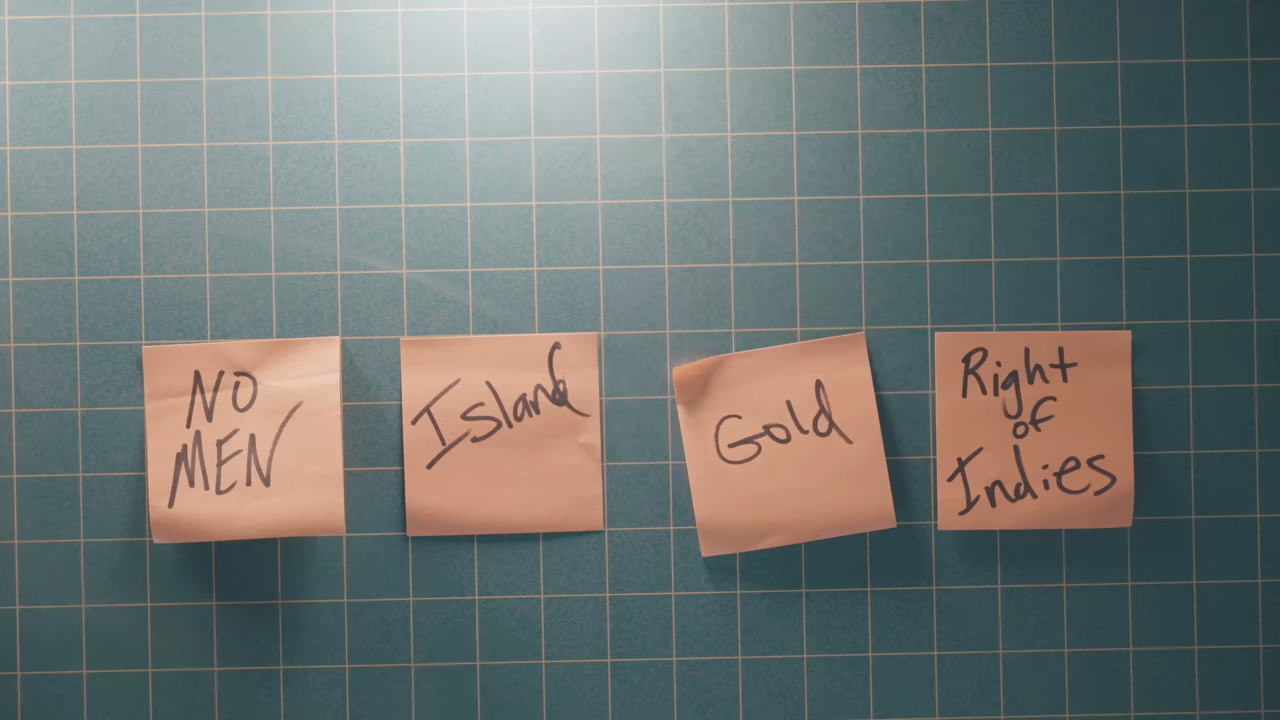 NO
MEN
Island
Gold
Right
of
Indies